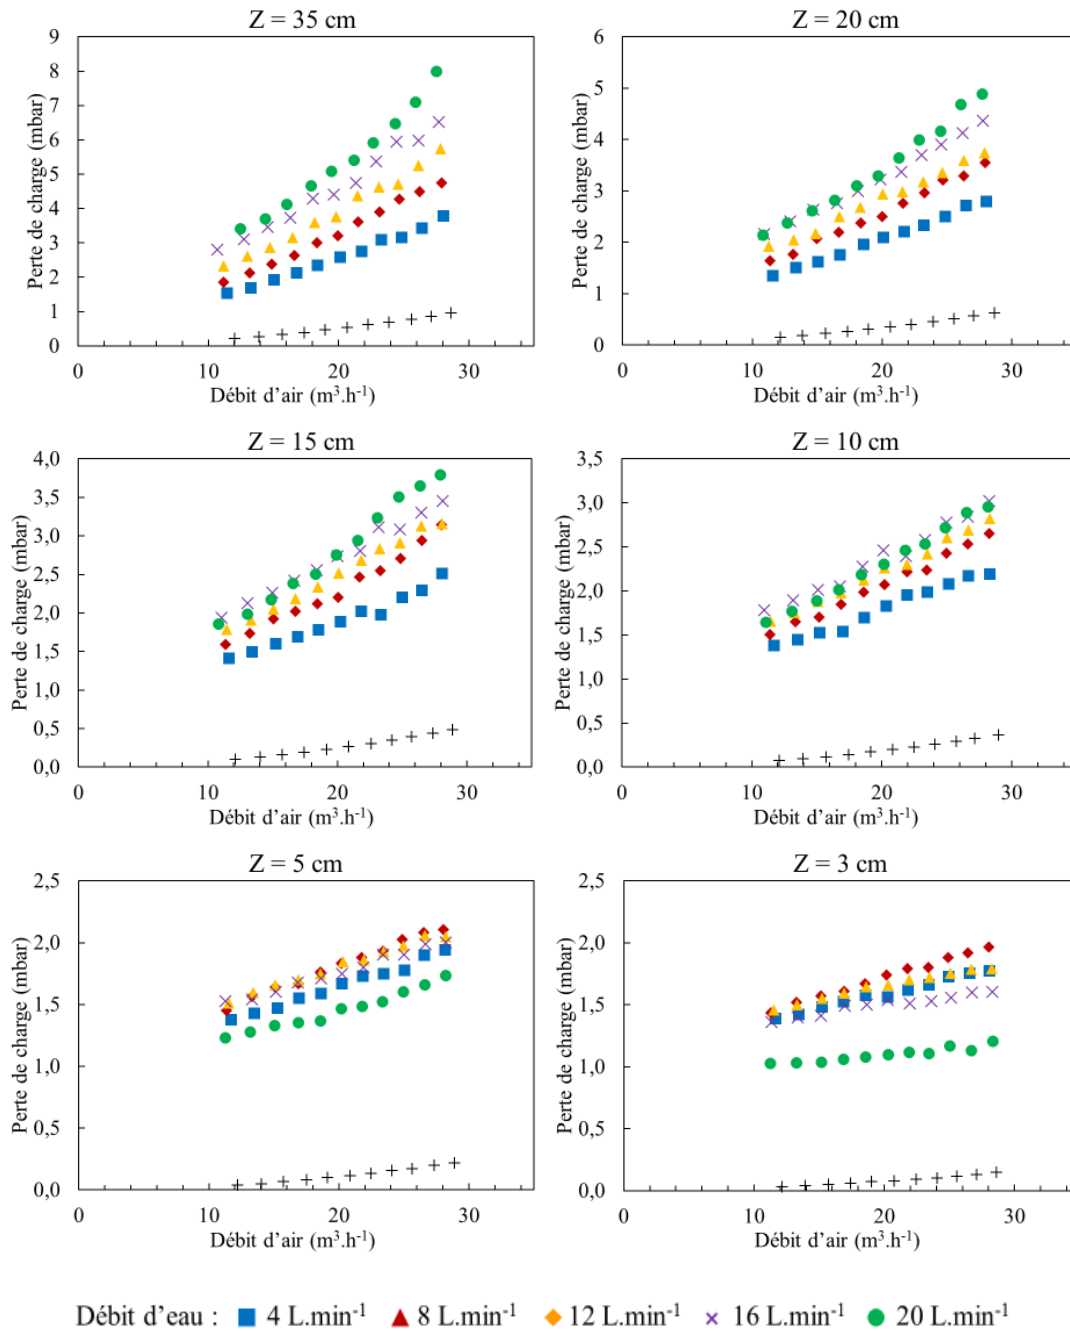 Z = 35 cm
Perte de charge (mbar)
9
8
7
6
5
4
3
2
1
0
0 10 20 30
Débit d’air (m³.h⁻¹)
Z = 20 cm
Perte de charge (mbar)
6
5
4
3
2
1
0
0 10 20 30
Débit d’air (m³.h⁻¹)
Z = 15 cm
Perte de charge (mbar)
4,0
3,5
3,0
2,5
2,0
1,5
1,0
0,5
0,0
0 10 20 30
Débit d’air (m³.h⁻¹)
Z = 10 cm
Perte de charge (mbar)
3,5
3,0
2,5
2,0
1,5
1,0
0,5
0,0
0 10 20 30
Débit d’air (m³.h⁻¹)
Z = 5 cm
Perte de charge (mbar)
2,5
2,0
1,5
1,0
0,5
0,0
0 10 20 30
Débit d’air (m³.h⁻¹)
Z = 3 cm
Perte de charge (mbar)
2,5
2,0
1,5
1,0
0,5
0,0
0 10 20 30
Débit d’air (m³.h⁻¹)
Débit d’eau : 4 L.min⁻¹ 8 L.min⁻¹ 12 L.min⁻¹ 16 L.min⁻¹ 20 L.min⁻¹